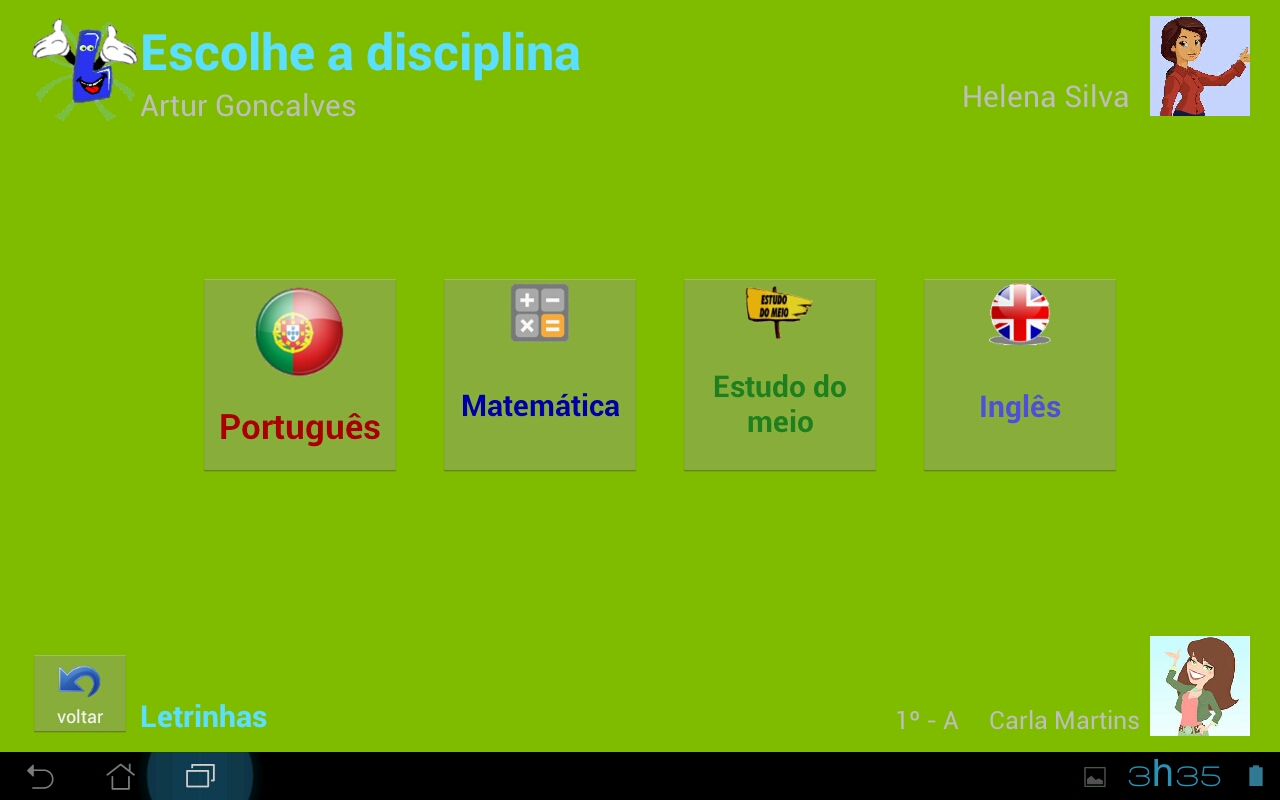 Escolhe a disciplina
Artur Goncalves
Helena Silva
Português
Matemática
ESTUDO
DO MEIO
Estudo do
meio
Inglês
voltar
Letrinhas
1º - A
Carla Martins
3h35